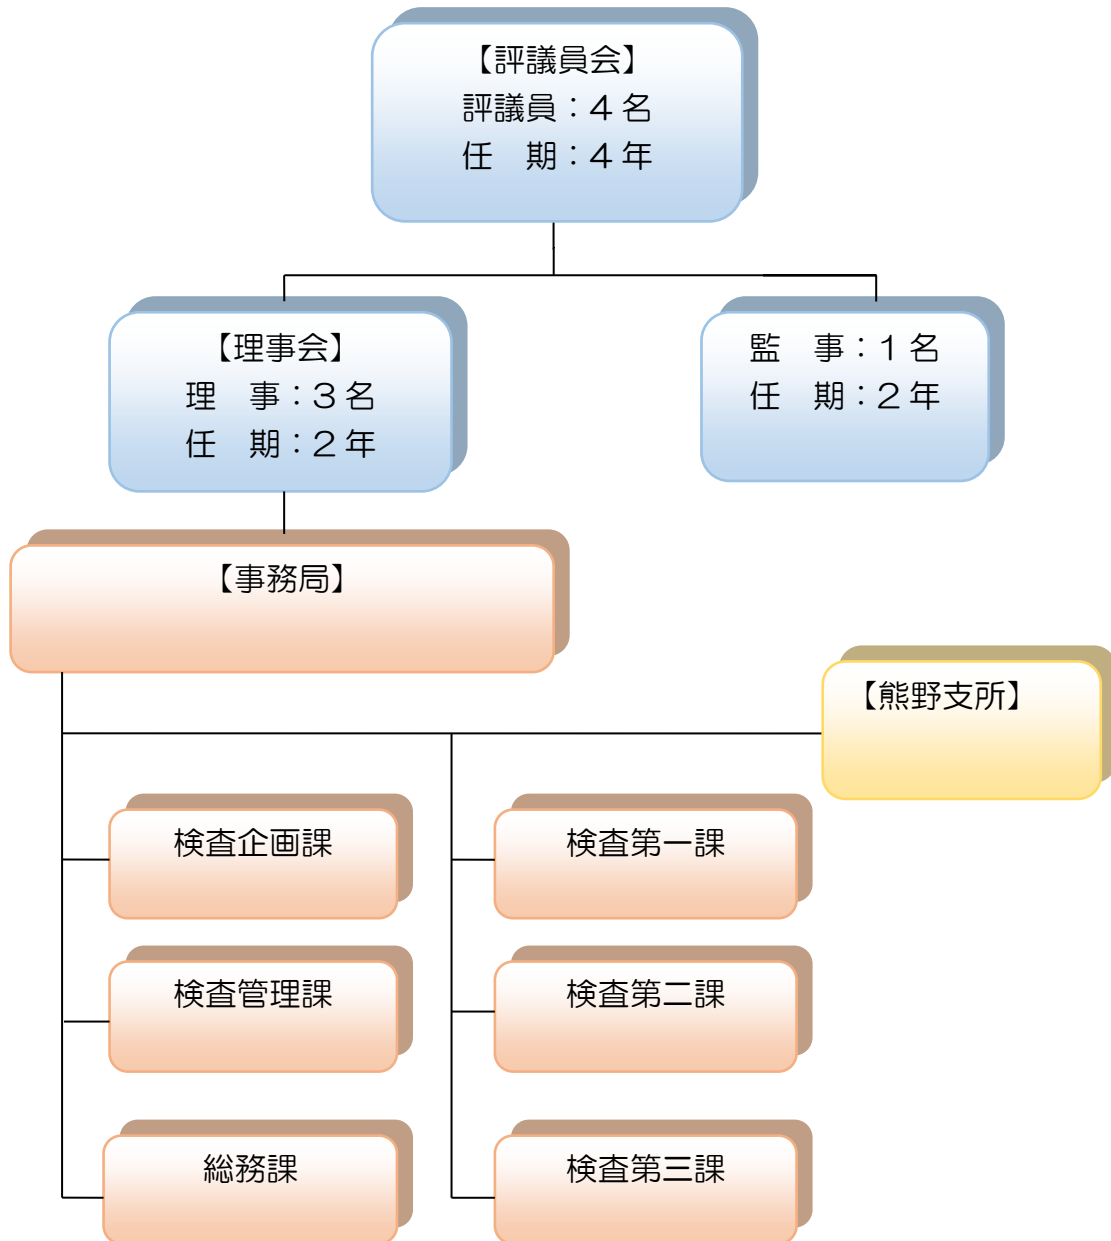 【評議員会】
評議員：４名
任　期：４年
【理事会】
理　事：３名
任　期：２年
監　事：１名
任　期：２年
【事務局】
【熊野支所】
検査企画課
検査第一課
検査管理課
検査第二課
総務課
検査第三課